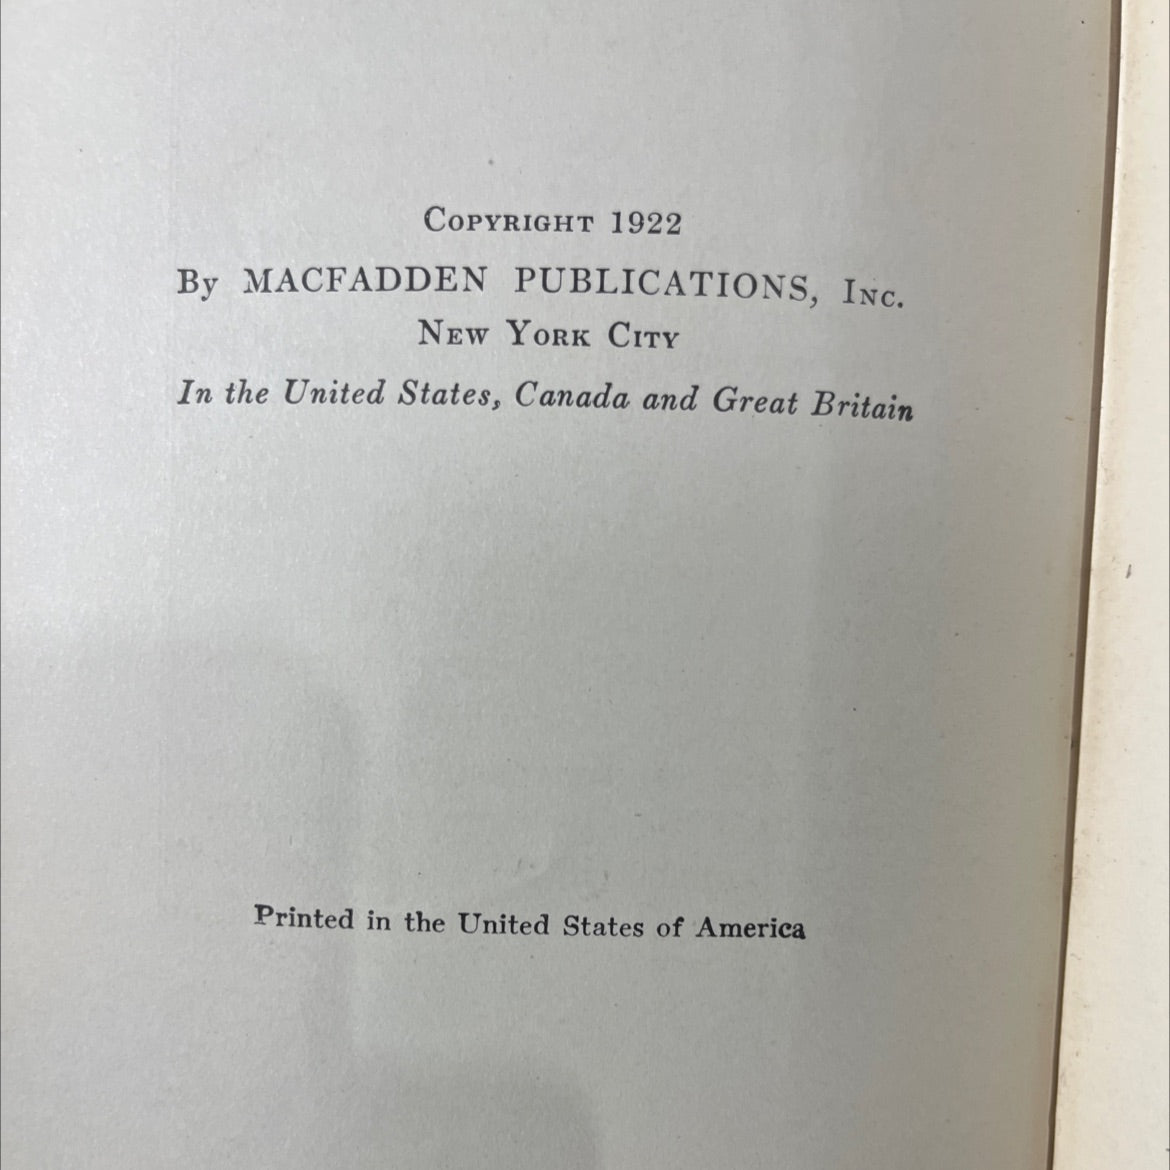 Copyright 1922
By MACFADDEN PUBLICATIONS, Inc.
New York City
In the United States, Canada and Great Britain
Printed in the United States of America